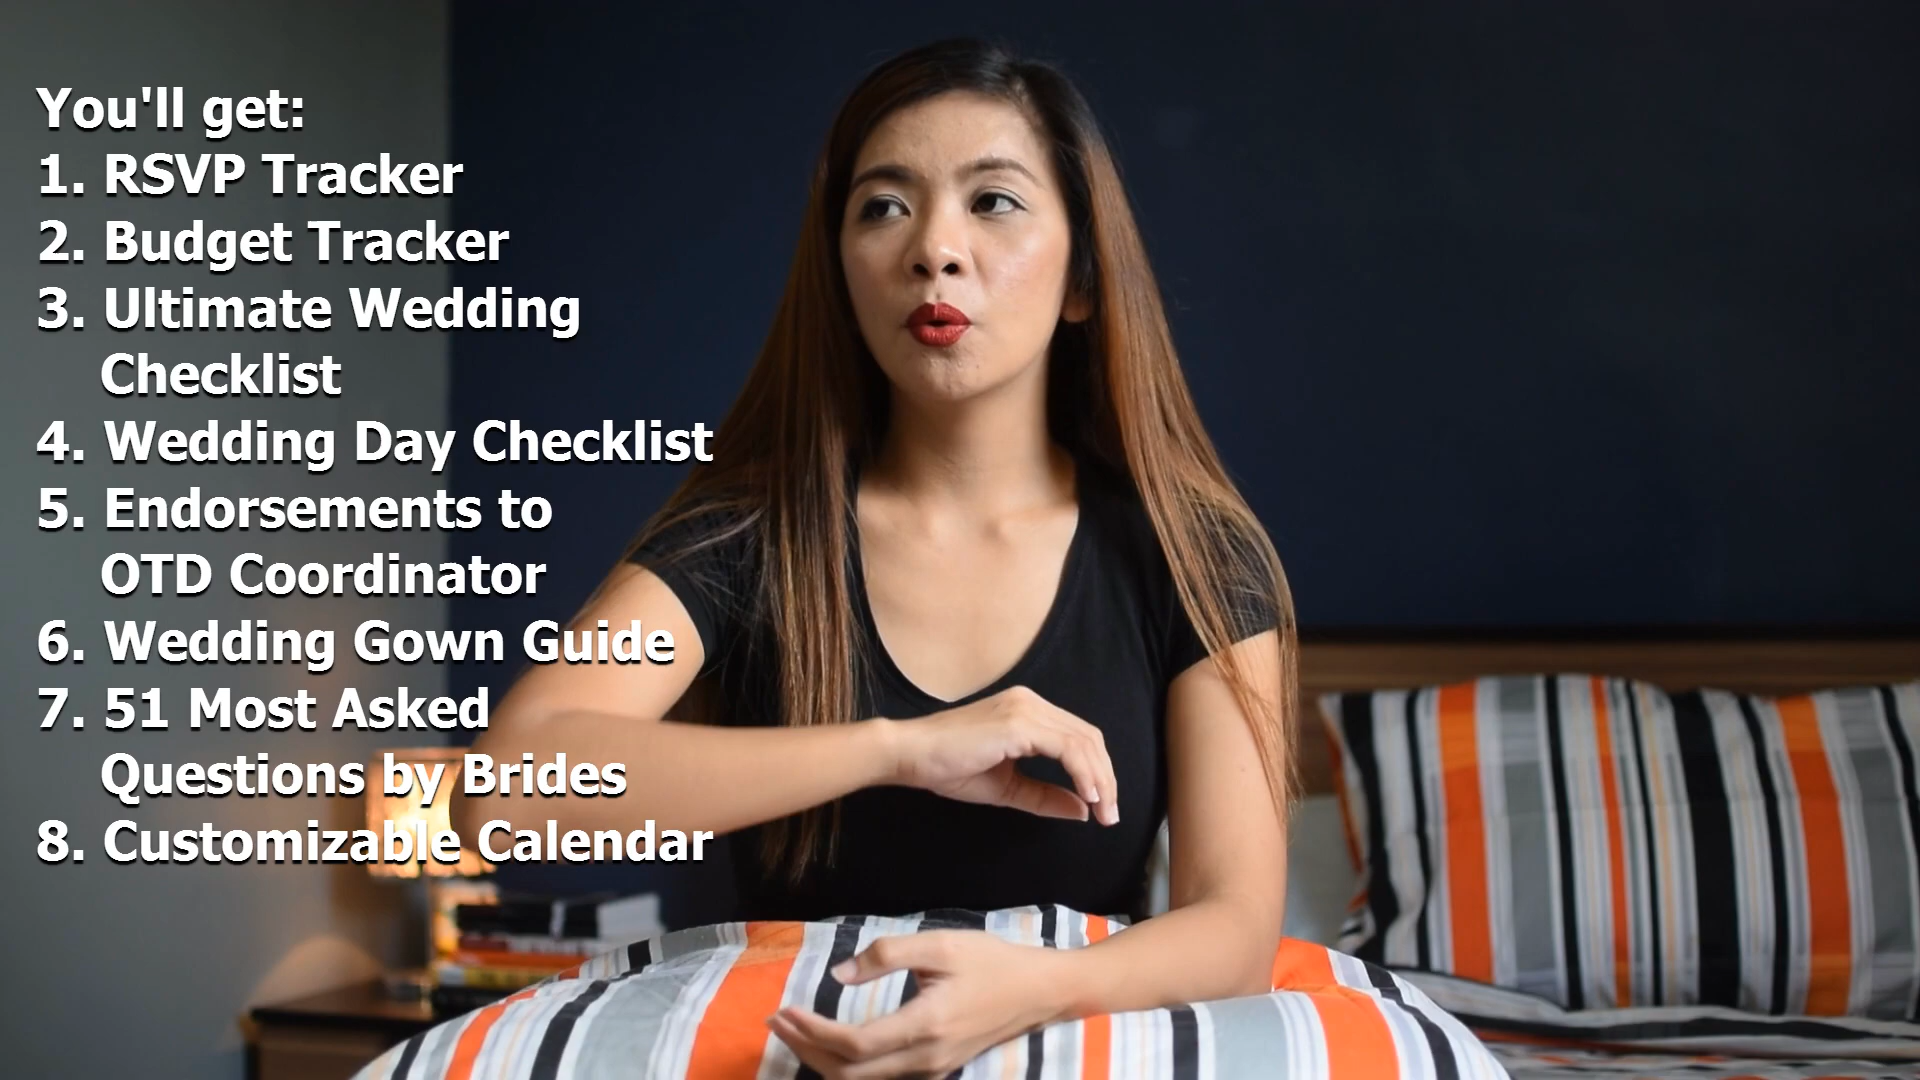 You'll get:
1. RSVP Tracker
2. Budget Tracker
3. Ultimate Wedding
Checklist
4. Wedding Day Checklist
5. Endorsements to
OTD Coordinator
6. Wedding Gown Guide
7. 51 Most Asked
Questions by Brides
8. Customizable Calendar